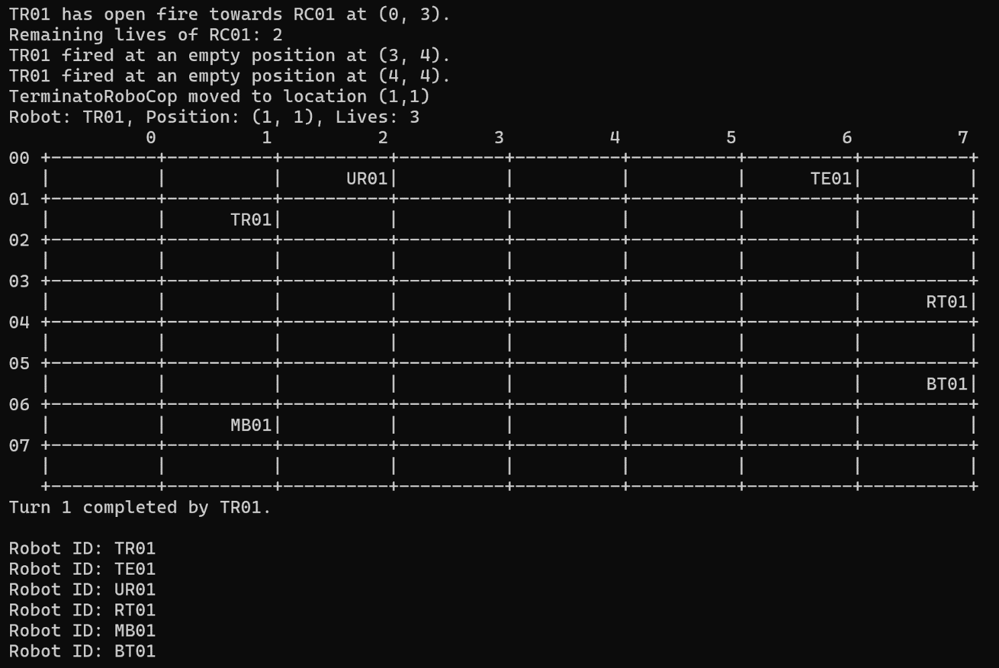 TR01 has open fire towards RC01 at (0, 3).
Remaining lives of RC01: 2
TR01 fired at an empty position at (3, 4).
TR01 fired at an empty position at (4, 4).
TerminatoRoboCop moved to location (1,1)
Robot: TR01, Position: (1, 1), Lives: 3
             0          1          2          3          4          5          6          7
00 +----------+----------+----------+----------+----------+----------+----------+----------+
   |          |          |      UR01|          |          |          |      TE01|          |
01 +----------+----------+----------+----------+----------+----------+----------+----------+
   |          |      TR01|          |          |          |          |          |          |
02 +----------+----------+----------+----------+----------+----------+----------+----------+
   |          |          |          |          |          |          |          |          |
03 +----------+----------+----------+----------+----------+----------+----------+----------+
   |          |          |          |          |          |          |          |      RT01|
04 +----------+----------+----------+----------+----------+----------+----------+----------+
   |          |          |          |          |          |          |          |          |
05 +----------+----------+----------+----------+----------+----------+----------+----------+
   |          |          |          |          |          |          |          |      BT01|
06 +----------+----------+----------+----------+----------+----------+----------+----------+
   |          |      MB01|          |          |          |          |          |          |
07 +----------+----------+----------+----------+----------+----------+----------+----------+
   |          |          |          |          |          |          |          |          |
   +----------+----------+----------+----------+----------+----------+----------+----------+
Turn 1 completed by TR01.

Robot ID: TR01
Robot ID: TE01
Robot ID: UR01
Robot ID: RT01
Robot ID: MB01
Robot ID: BT01